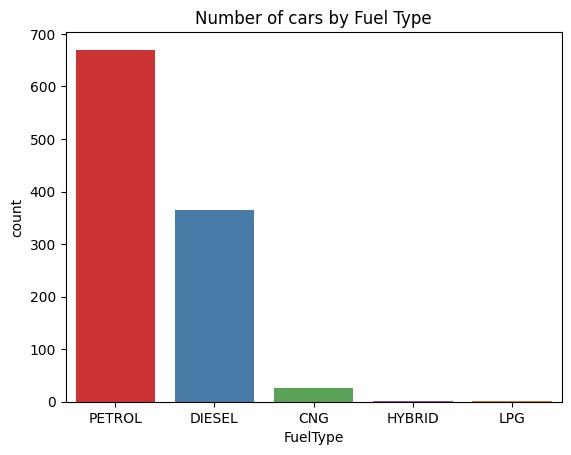 Number of cars by Fuel Type
700
600
500
400
300
200
100
0
count
PETROL DIESEL CNG HYBRID LPG
FuelType